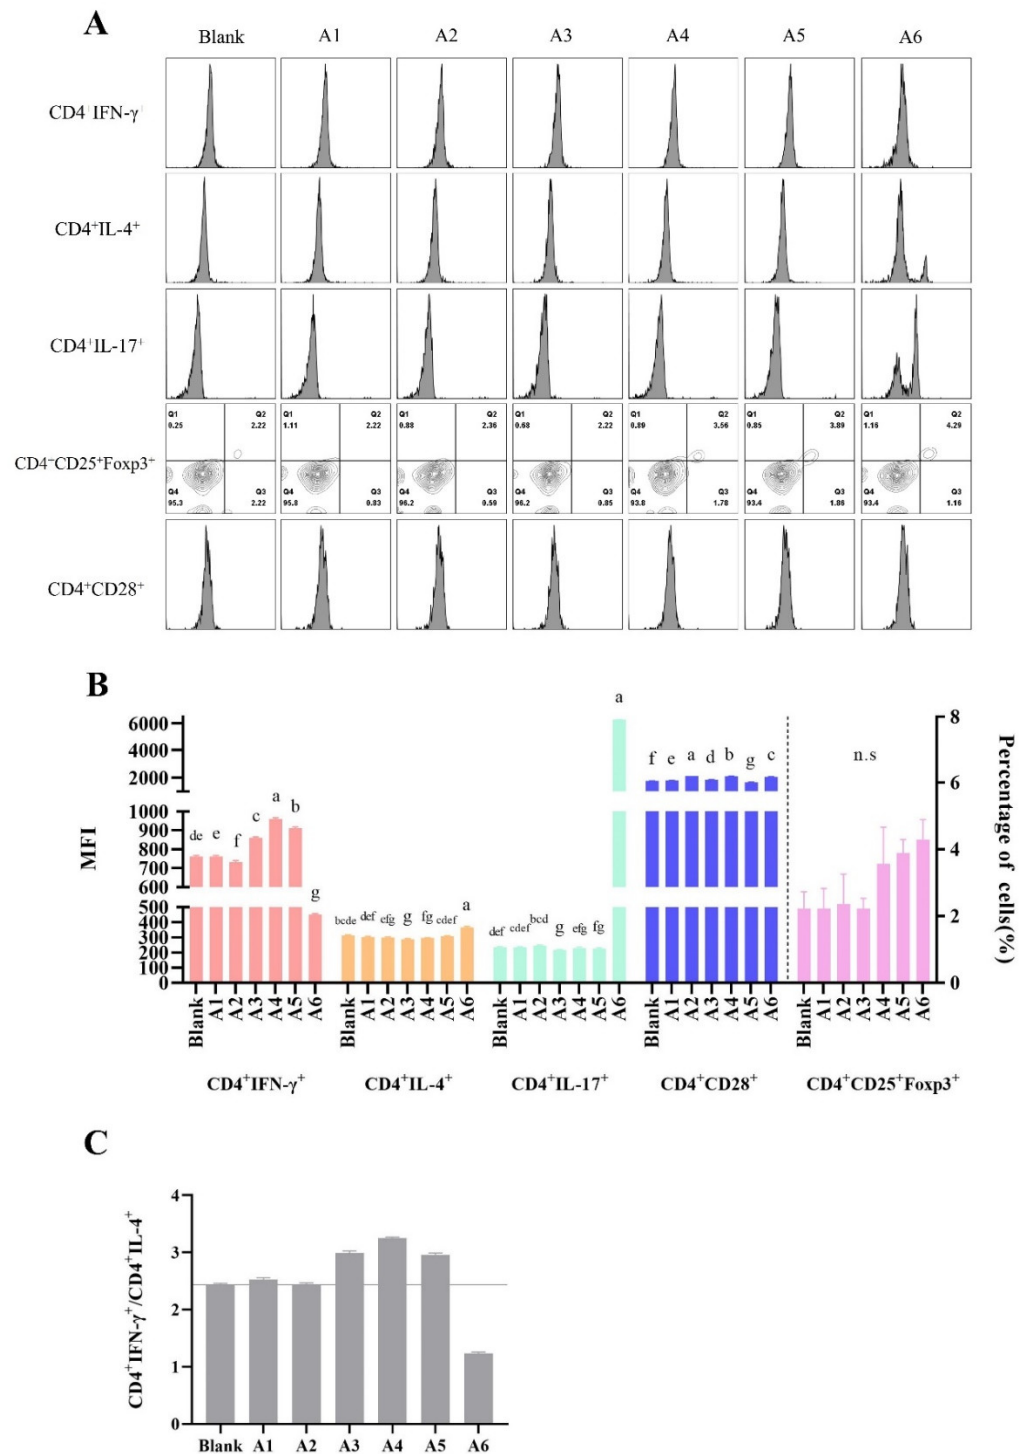 A
Blank A1 A2 A3 A4 A5 A6
CD4⁺IFN-γ⁺
CD4⁺IL-4⁺
CD4⁺IL-17⁺
Q1 Q2 Q1 Q2 Q1 Q2 Q1 Q2 Q1 Q2 Q1 Q2 Q1 Q2
0.25 2.22 1.11 2.22 0.88 2.36 0.68 2.22 0.89 3.56 0.85 3.89 1.16 4.29
CD4⁺CD25⁺Foxp3⁺
Q4 Q3 Q4 Q3 Q4 Q3 Q4 Q3 Q4 Q3 Q4 Q3 Q4 Q3
95.3 2.22 95.8 0.83 96.2 0.59 96.2 0.85 93.8 1.78 93.4 1.88 93.4 1.16
CD4⁺CD28⁺
B
MFI
6000
4000
2000
1000
900
800
700
600
500
400
300
200
100
0
de e f c a b g
bcde def efg g fg cdef a
def cdef bcd g efg fg a
f e a d b g c
n.s
8
6
4
2
0
Percentage of cells(%)
Blank A1 A2 A3 A4 A5 A6 Blank A1 A2 A3 A4 A5 A6 Blank A1 A2 A3 A4 A5 A6 Blank A1 A2 A3 A4 A5 A6 Blank A1 A2 A3 A4 A5 A6
CD4⁺IFN-γ⁺ CD4⁺IL-4⁺ CD4⁺IL-17⁺ CD4⁺CD28⁺ CD4⁺CD25⁺Foxp3⁺
C
CD4⁺IFN-γ⁺/CD4⁺IL-4⁺
4
3
2
1
0
Blank A1 A2 A3 A4 A5 A6